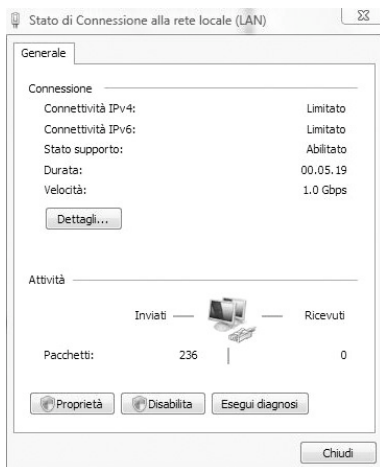 Stato di Connessione alla rete locale (LAN)
Generale
Connessione
Connettività IPv4: Limitato
Connettività IPv6: Limitato
Stato supporto: Abilitato
Durata: 00.05.19
Velocità: 1.0 Gbps
Dettagli...
Attività
Inviati Ricevuti
Pacchetti: 236 0
Proprietà Disabilita Esegui diagnosi
Chiudi